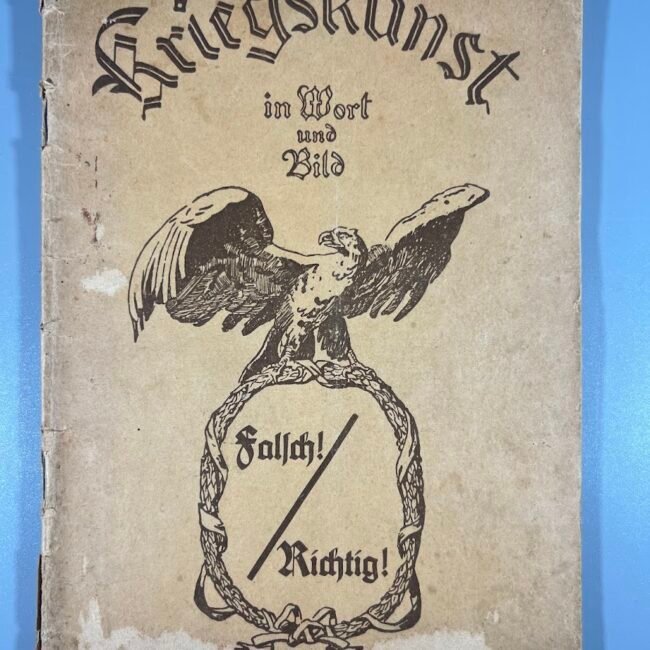 Kriegskunst
in Wort
und
Bild
Falsch!
Richtig!